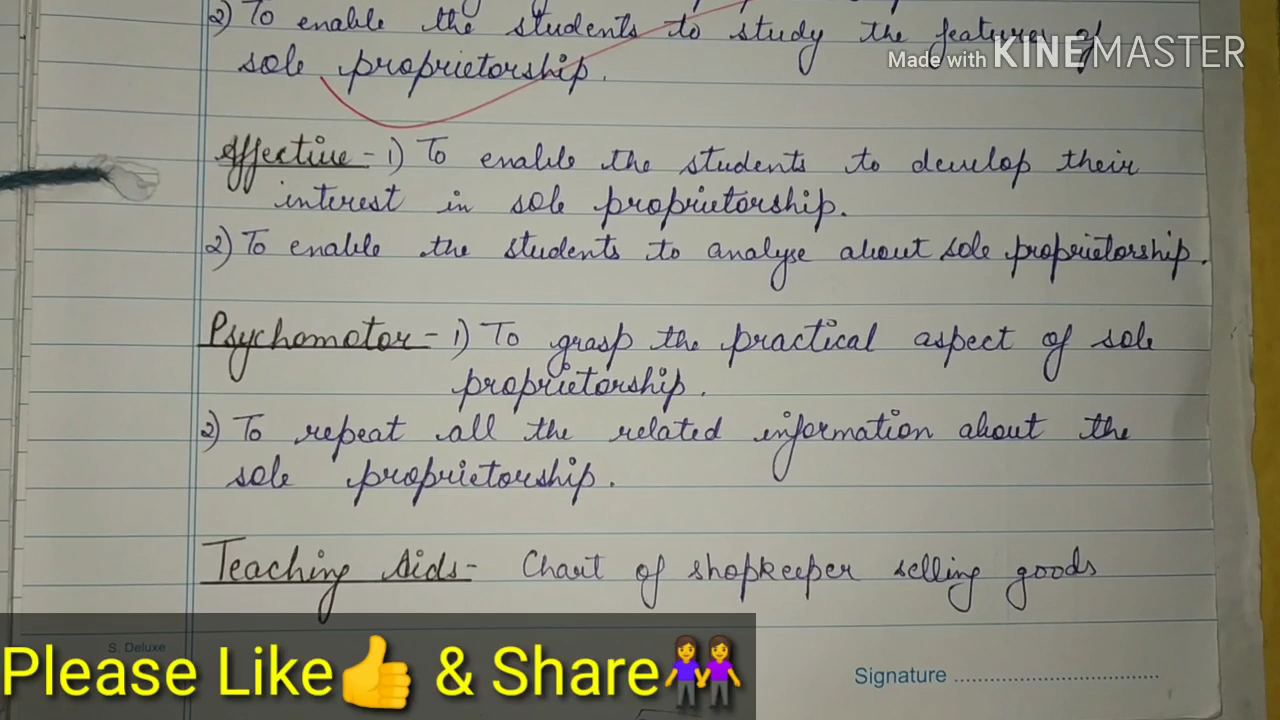 2) To enable the students to study the features of
Made with KINEMASTER
sole proprietorship.
Affective - 1) To enable the students to develop their
interest in sole proprietorship.
2) To enable the students to analyse about sole proprietorship.
Psychomotor - 1) To grasp the practical aspect of sole
proprietorship.
2) To repeat all the related information about the
sole proprietorship.
Teaching Aids - Chart of shopkeeper selling goods
S. Deluxe
Please Like👍 & Share👭
Signature ..................................